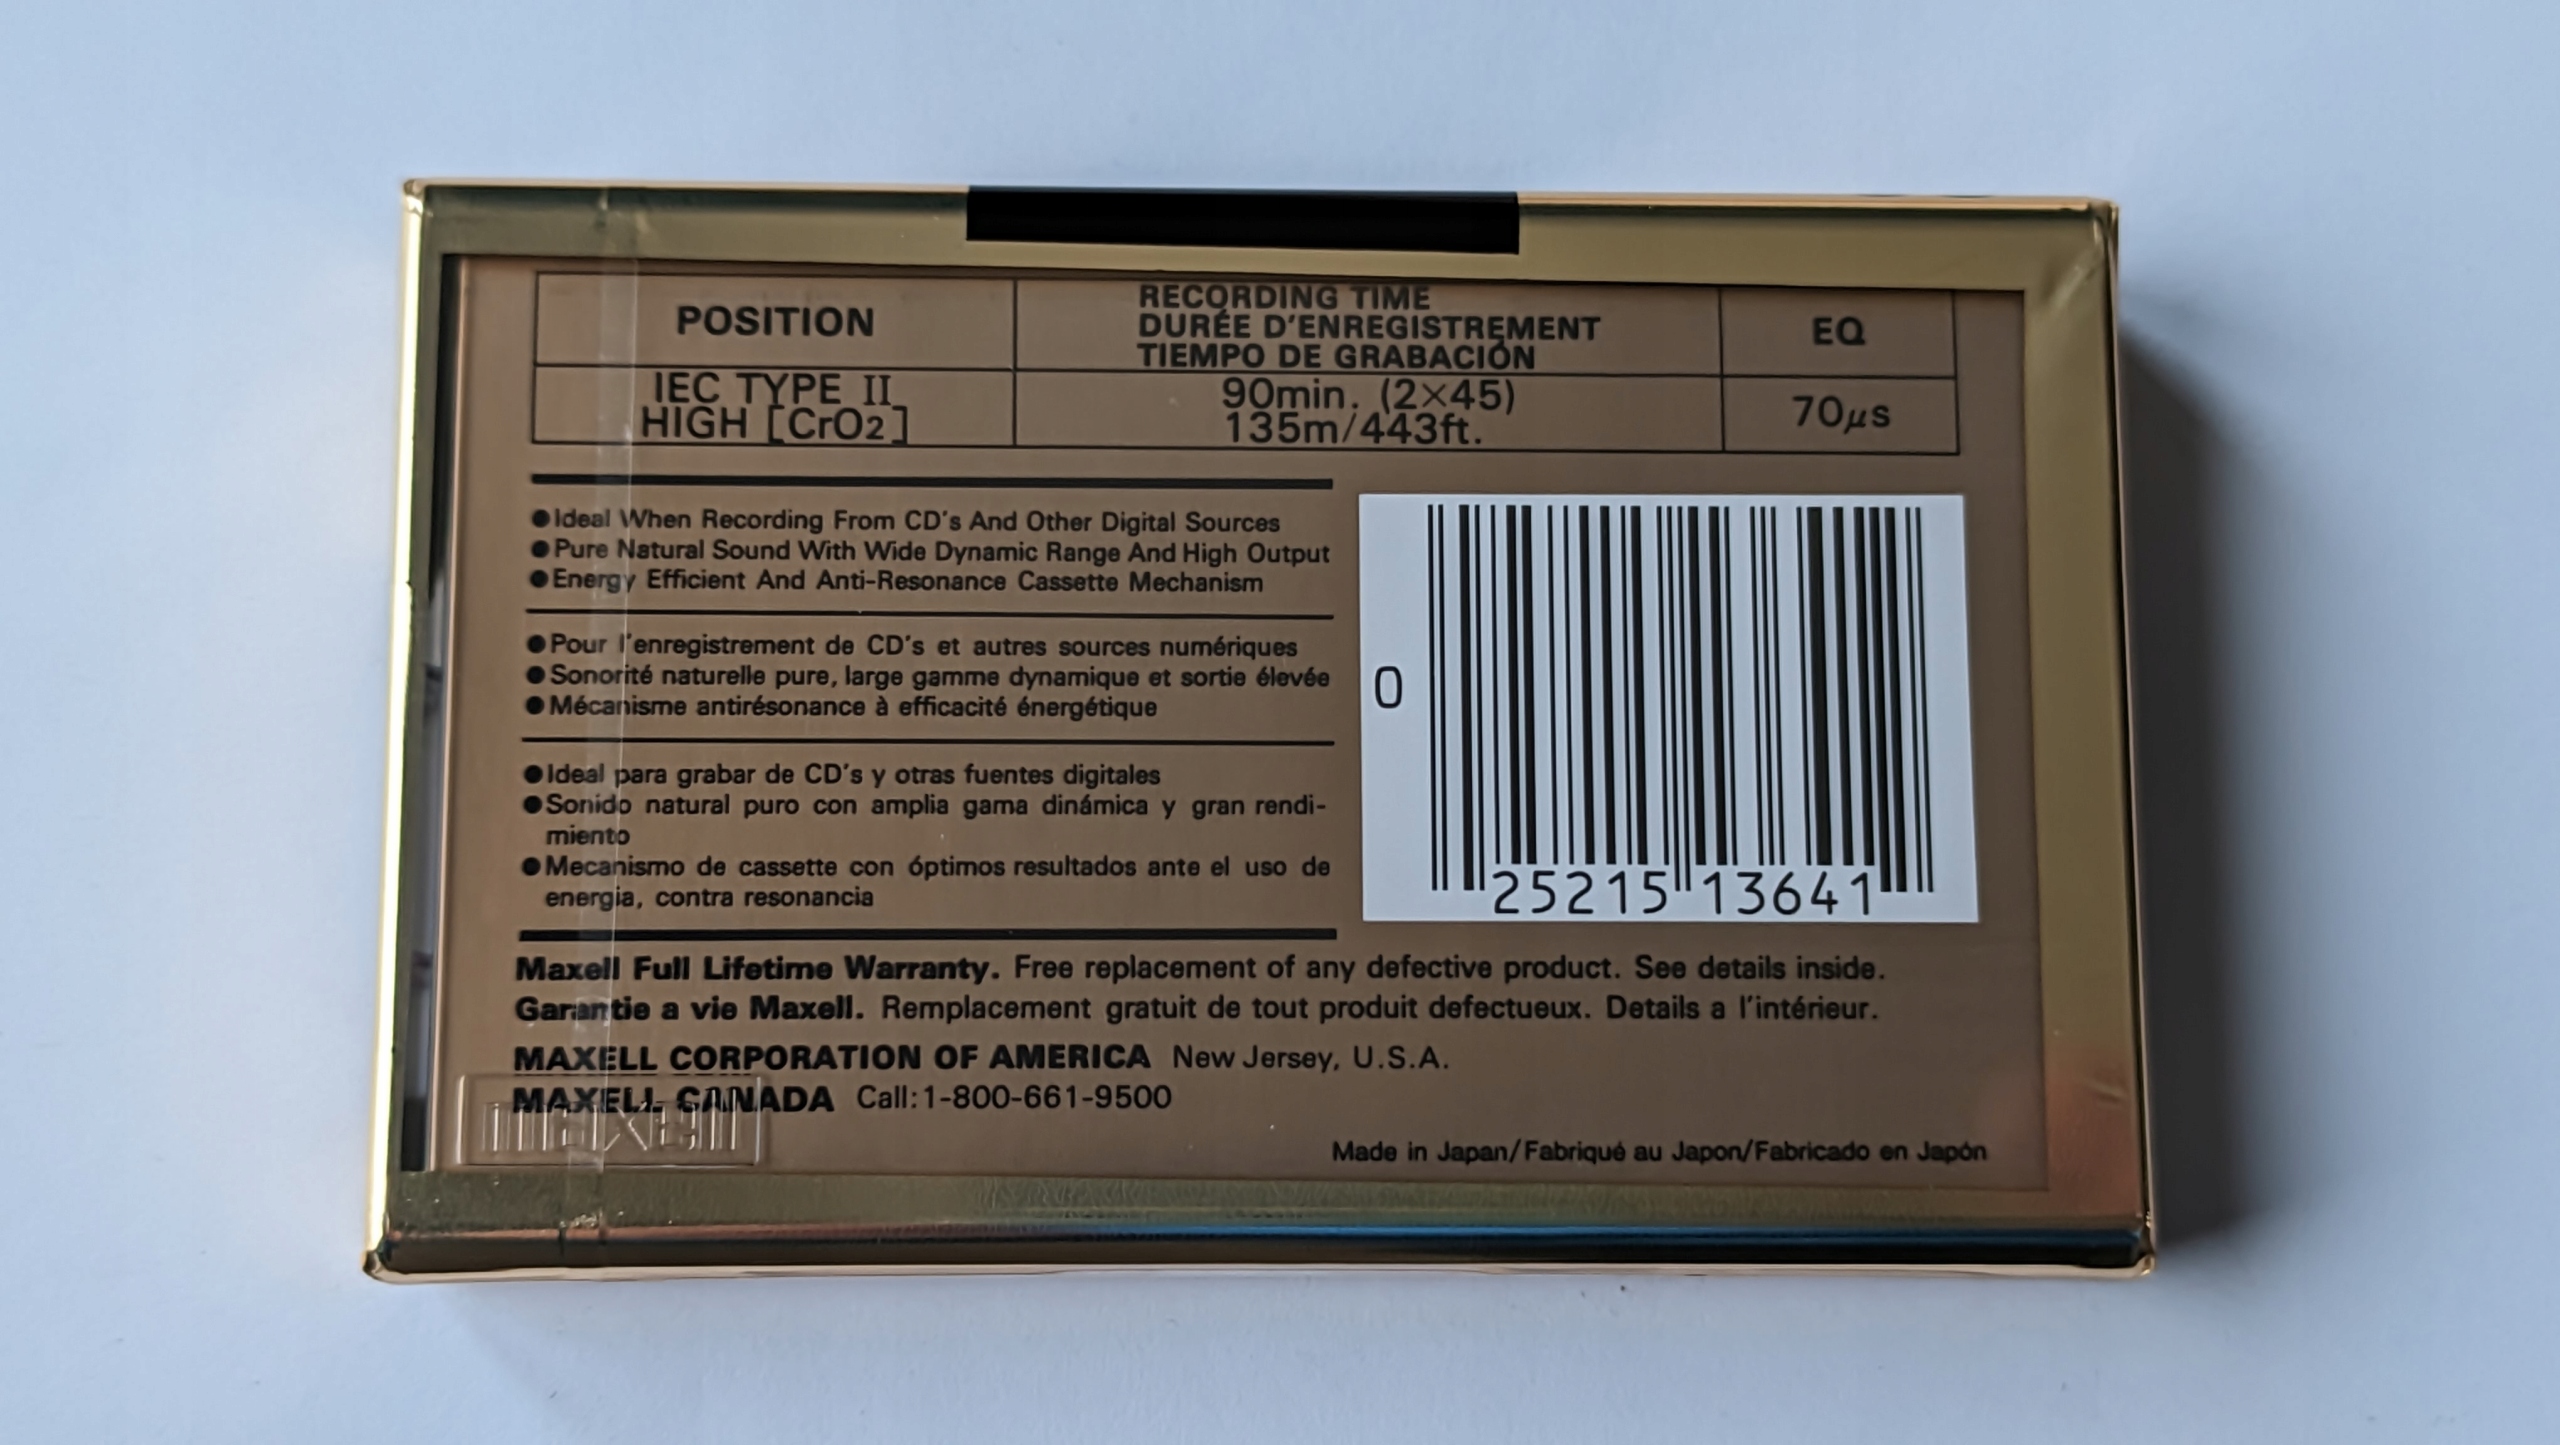 POSITION
RECORDING TIME
DURÉE D'ENREGISTREMENT
TIEMPO DE GRABACIÓN
EQ
IEC TYPE II
HIGH [CrO2]
90min. (2×45)
135m/443ft.
70μs
●Ideal When Recording From CD's And Other Digital Sources
●Pure Natural Sound With Wide Dynamic Range And High Output
●Energy Efficient And Anti-Resonance Cassette Mechanism
●Pour l'enregistrement de CD's et autres sources numériques
●Sonorité naturelle pure, large gamme dynamique et sortie élevée
●Mécanisme antirésonance à efficacité énergétique
●Ideal para grabar de CD's y otras fuentes digitales
●Sonido natural puro con amplia gama dinámica y gran rendi-
miento
●Mecanismo de cassette con óptimos resultados ante el uso de
energia, contra resonancia
0 25215 13641
Maxell Full Lifetime Warranty. Free replacement of any defective product. See details inside.
Garantie a vie Maxell. Remplacement gratuit de tout produit defectueux. Details a l'intérieur.
MAXELL CORPORATION OF AMERICA New Jersey, U.S.A.
MAXELL CANADA Call:1-800-661-9500
maxell
Made in Japan/Fabriqué au Japon/Fabricado en Japón